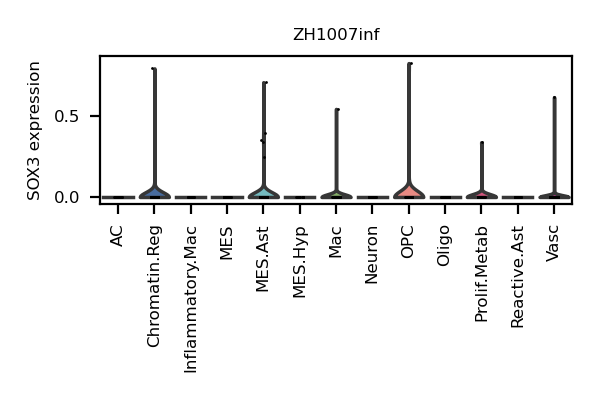 ZH1007inf
SOX3 expression
0.5
0.0
AC
Chromatin.Reg
Inflammatory.Mac
MES
MES.Ast
MES.Hyp
Mac
Neuron
OPC
Oligo
Prolif.Metab
Reactive.Ast
Vasc